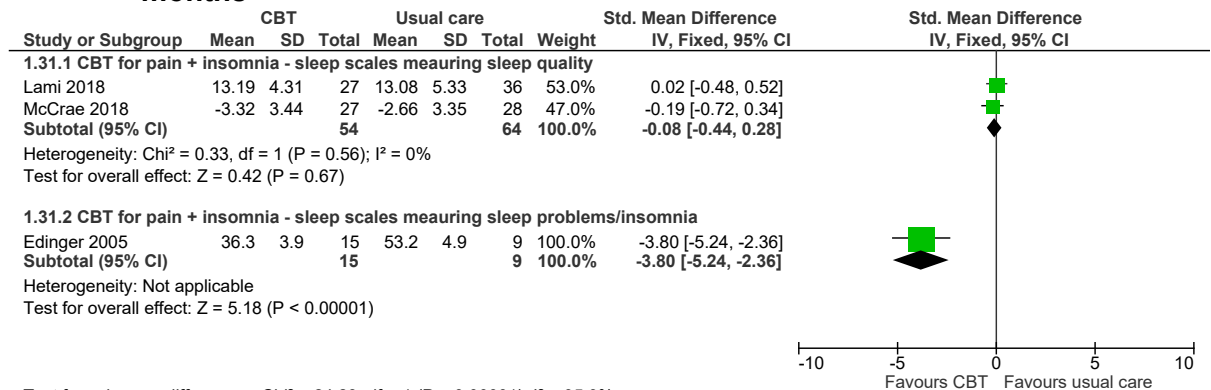 CBT Usual care Std. Mean Difference Std. Mean Difference
Study or Subgroup Mean SD Total Mean SD Total Weight IV, Fixed, 95% CI IV, Fixed, 95% CI
1.31.1 CBT for pain + insomnia - sleep scales meauring sleep quality
Lami 2018 13.19 4.31 27 13.08 5.33 36 53.0% 0.02 [-0.48, 0.52]
McCrae 2018 -3.32 3.44 27 -2.66 3.35 28 47.0% -0.19 [-0.72, 0.34]
Subtotal (95% CI) 54 64 100.0% -0.08 [-0.44, 0.28]
Heterogeneity: Chi² = 0.33, df = 1 (P = 0.56); I² = 0%
Test for overall effect: Z = 0.42 (P = 0.67)
1.31.2 CBT for pain + insomnia - sleep scales meauring sleep problems/insomnia
Edinger 2005 36.3 3.9 15 53.2 4.9 9 100.0% -3.80 [-5.24, -2.36]
Subtotal (95% CI) 15 9 100.0% -3.80 [-5.24, -2.36]
Heterogeneity: Not applicable
Test for overall effect: Z = 5.18 (P < 0.00001)
-10 -5 0 5 10
Favours CBT Favours usual care